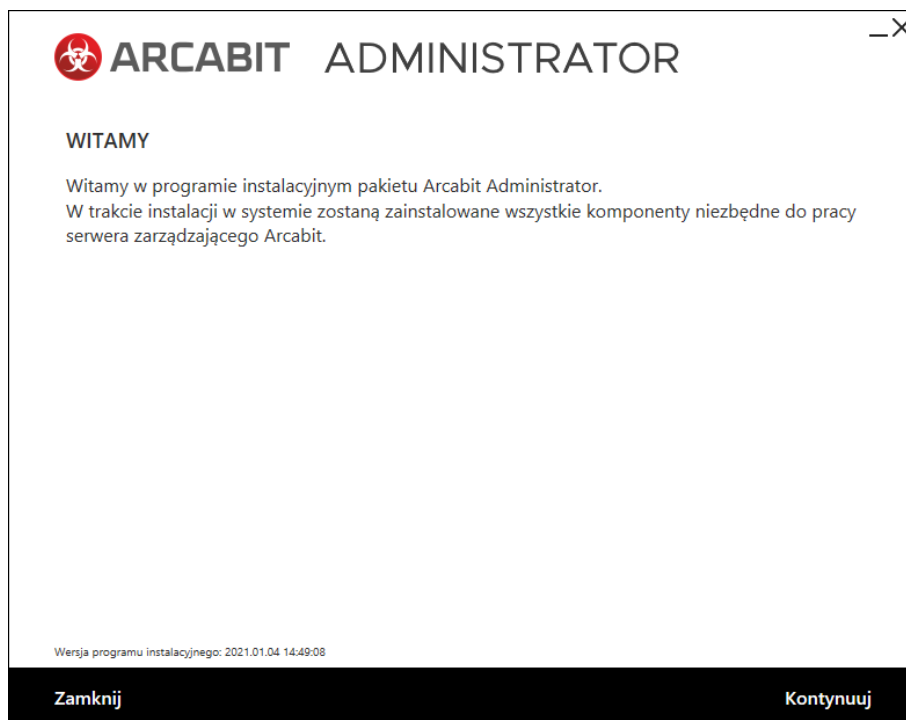 ARCABIT ADMINISTRATOR
WITAMY
Witamy w programie instalacyjnym pakietu Arcabit Administrator.
W trakcie instalacji w systemie zostaną zainstalowane wszystkie komponenty niezbędne do pracy
serwera zarządzającego Arcabit.
Wersja programu instalacyjnego: 2021.01.04 14:49:08
Zamknij Kontynuuj